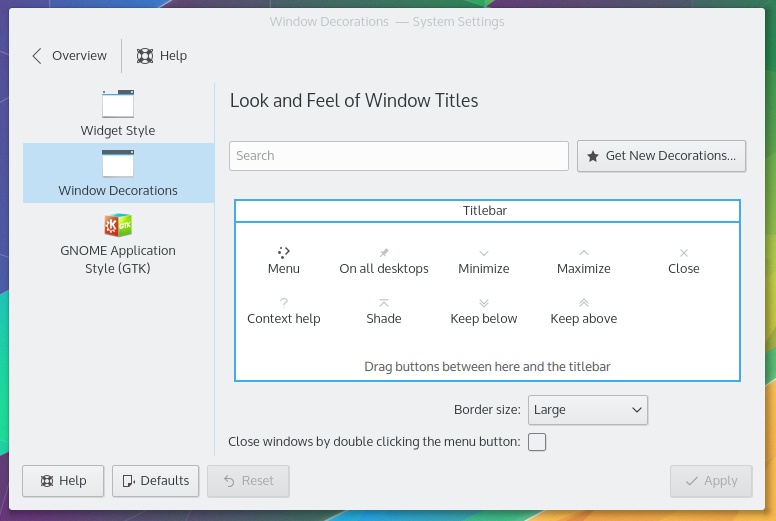 Window Decorations — System Settings
Overview
Help
Look and Feel of Window Titles
Widget Style
Window Decorations
GTK
GNOME Application
Style (GTK)
Search
Get New Decorations...
Titlebar
Menu On all desktops Minimize Maximize Close
?
Context help Shade Keep below Keep above
Drag buttons between here and the titlebar
Border size: Large
Close windows by double clicking the menu button:
Help Defaults Reset Apply